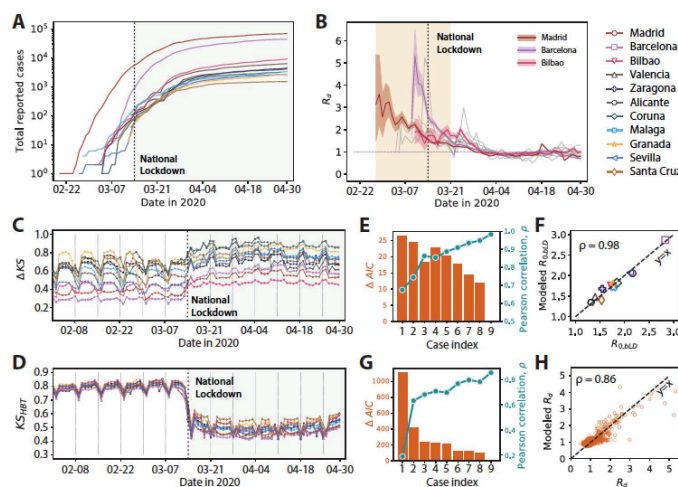 A
Total reported cases
10⁵
10⁴
10³
10²
10¹
10⁰
National
Lockdown
02-22 03-07 03-21 04-04 04-18 04-30
Date in 2020
B
Madrid
Barcelona
Bilbao
National
Lockdown
R_d
6
5
4
3
2
1
0
02-22 03-07 03-21 04-04 04-18 04-30
Date in 2020
Madrid
Barcelona
Bilbao
Valencia
Zaragona
Alicante
Coruna
Malaga
Granada
Sevilla
Santa Cruz
C
Δ KS
1.0
0.8
0.6
0.4
0.2
National
Lockdown
02-08 02-22 03-07 03-21 04-04 04-18 04-30
Date in 2020
D
KS_HBT
0.9
0.8
0.7
0.6
0.5
0.4
National
Lockdown
02-08 02-22 03-07 03-21 04-04 04-18 04-30
Date in 2020
E
Δ AIC
25
20
15
10
5
0
1 2 3 4 5 6 7 8 9
Case index
Pearson correlation, ρ
1.0
0.9
0.8
0.7
0.6
0.5
F
ρ = 0.98
y=x
Modeled R_0,bLD
3.0
2.5
2.0
1.5
1.0
1.0 1.5 2.0 2.5 3.0
R_0,bLD
G
Δ AIC
1000
800
600
400
200
0
1 2 3 4 5 6 7 8 9
Case index
Pearson correlation, ρ
0.8
0.6
0.4
0.2
H
ρ = 0.86
y=x
Modeled R_d
5
4
3
2
1
0
0 1 2 3 4 5
R_d